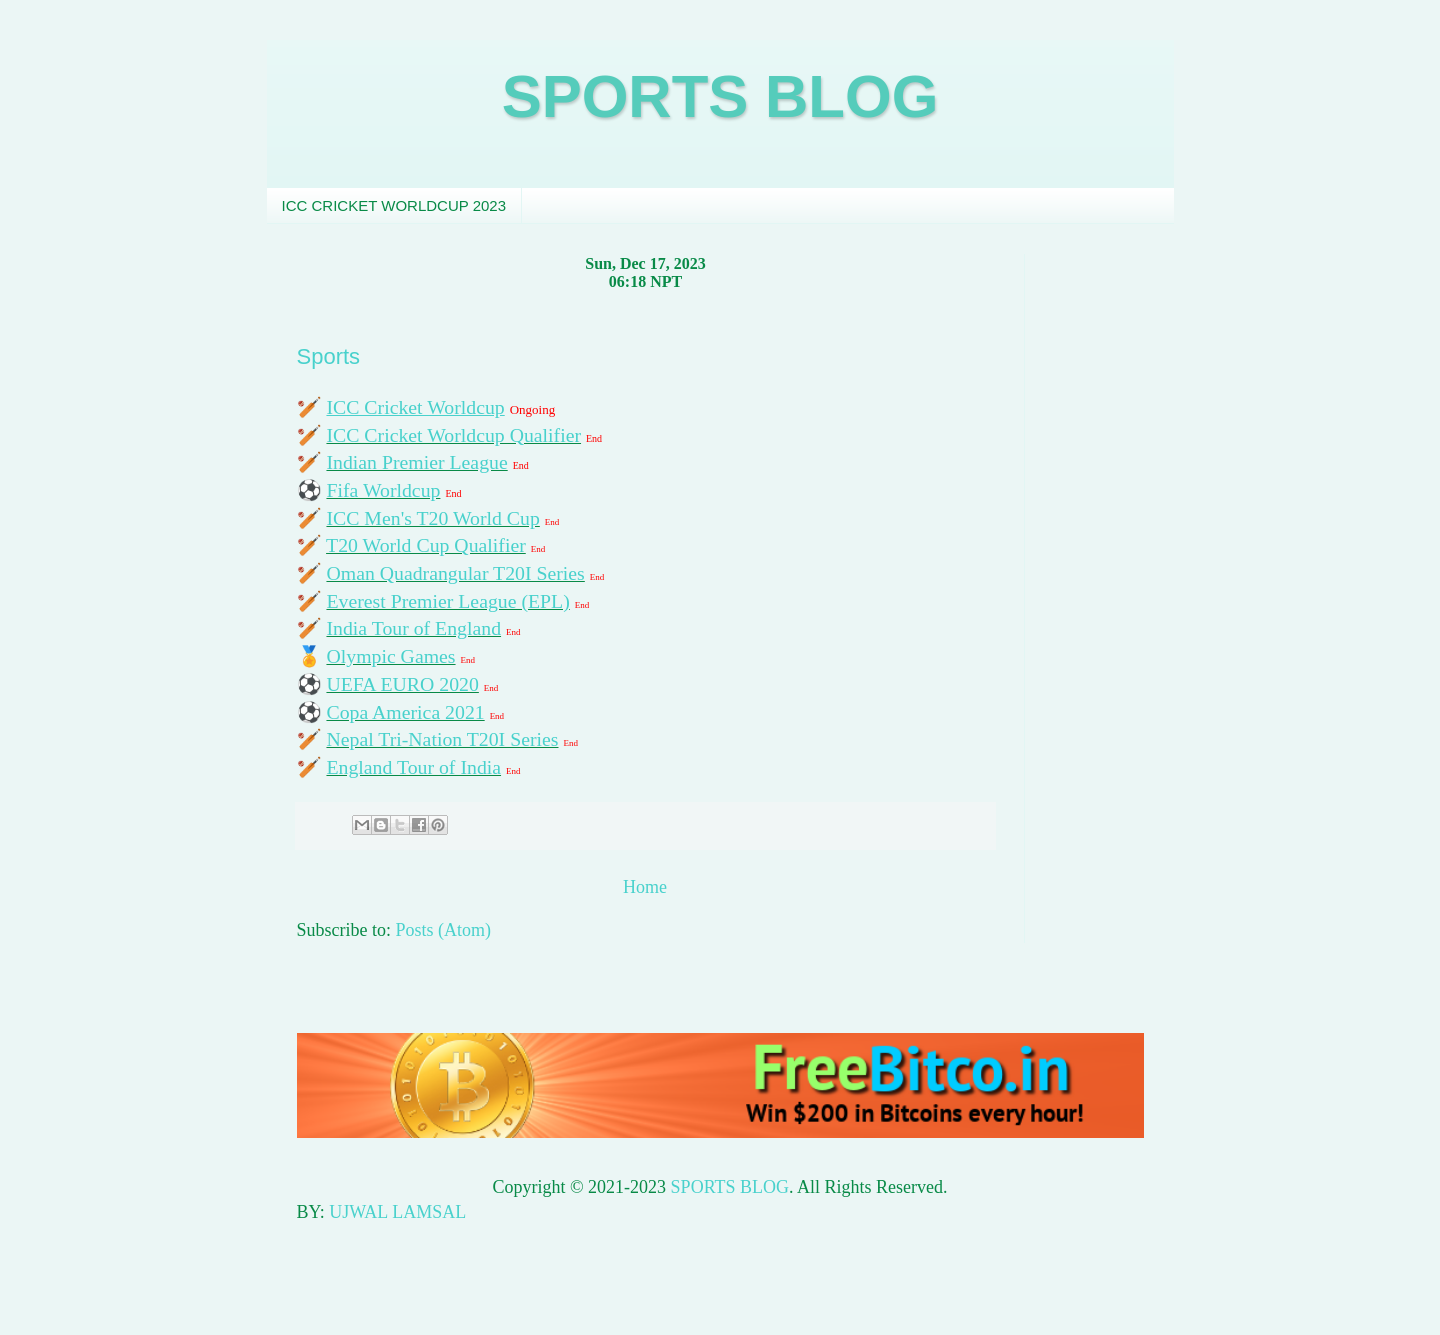 SPORTS BLOG
ICC CRICKET WORLDCUP 2023
Sun, Dec 17, 2023
06:18 NPT
Sports
🏏 ICC Cricket Worldcup Ongoing
🏏 ICC Cricket Worldcup Qualifier End
🏏 Indian Premier League End
⚽ Fifa Worldcup End
🏏 ICC Men's T20 World Cup End
🏏 T20 World Cup Qualifier End
🏏 Oman Quadrangular T20I Series End
🏏 Everest Premier League (EPL) End
🏏 India Tour of England End
🏅 Olympic Games End
⚽ UEFA EURO 2020 End
⚽ Copa America 2021 End
🏏 Nepal Tri-Nation T20I Series End
🏏 England Tour of India End
Home
Subscribe to: Posts (Atom)
FreeBitco.in
Win $200 in Bitcoins every hour!
Copyright © 2021-2023 SPORTS BLOG. All Rights Reserved.
BY: UJWAL LAMSAL